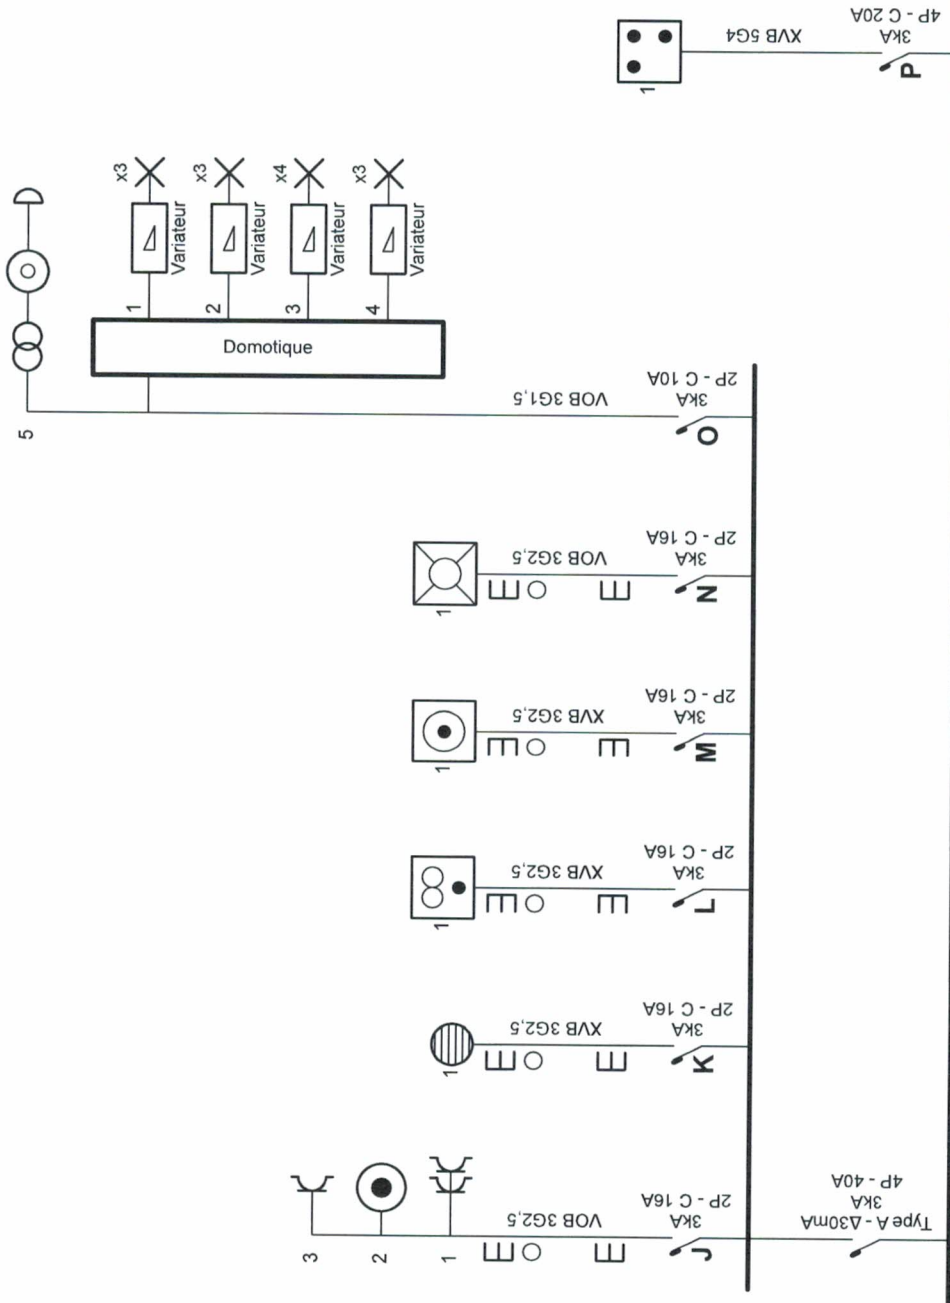 1
XVB 5G4
P
3kA
4P - C 20A
5
Domotique
1
Variateur
x3
2
Variateur
x3
3
Variateur
x4
4
Variateur
x3
VOB 3G1,5
O
3kA
2P - C 10A
1
VOB 3G2,5
N
3kA
2P - C 16A
1
XVB 3G2,5
M
3kA
2P - C 16A
1
XVB 3G2,5
L
3kA
2P - C 16A
1
XVB 3G2,5
K
3kA
2P - C 16A
3
2
1
VOB 3G2,5
J
3kA
2P - C 16A
Type A - Δ30mA
3kA
4P - 40A